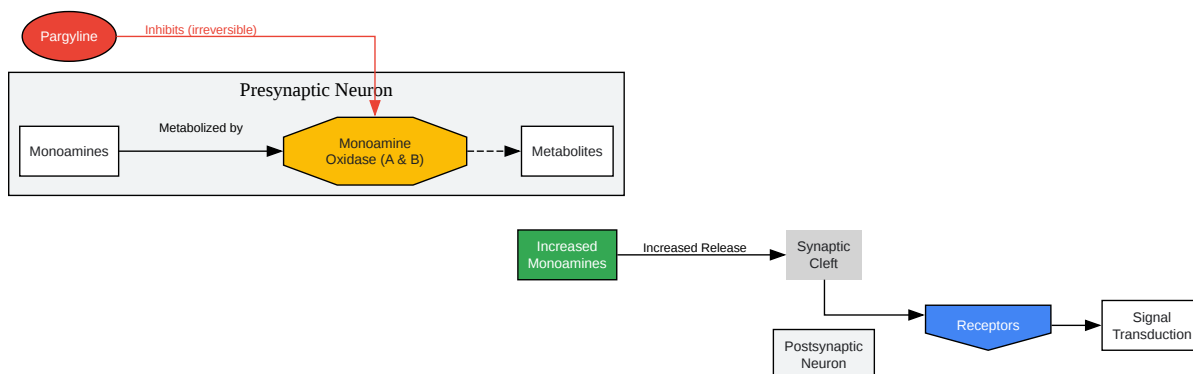 Pargyline
Inhibits (irreversible)
Presynaptic Neuron
Monoamines
Metabolized by
Monoamine
Oxidase (A & B)
Metabolites
Increased
Monoamines
Increased Release
Synaptic
Cleft
Receptors
Signal
Transduction
Postsynaptic
Neuron